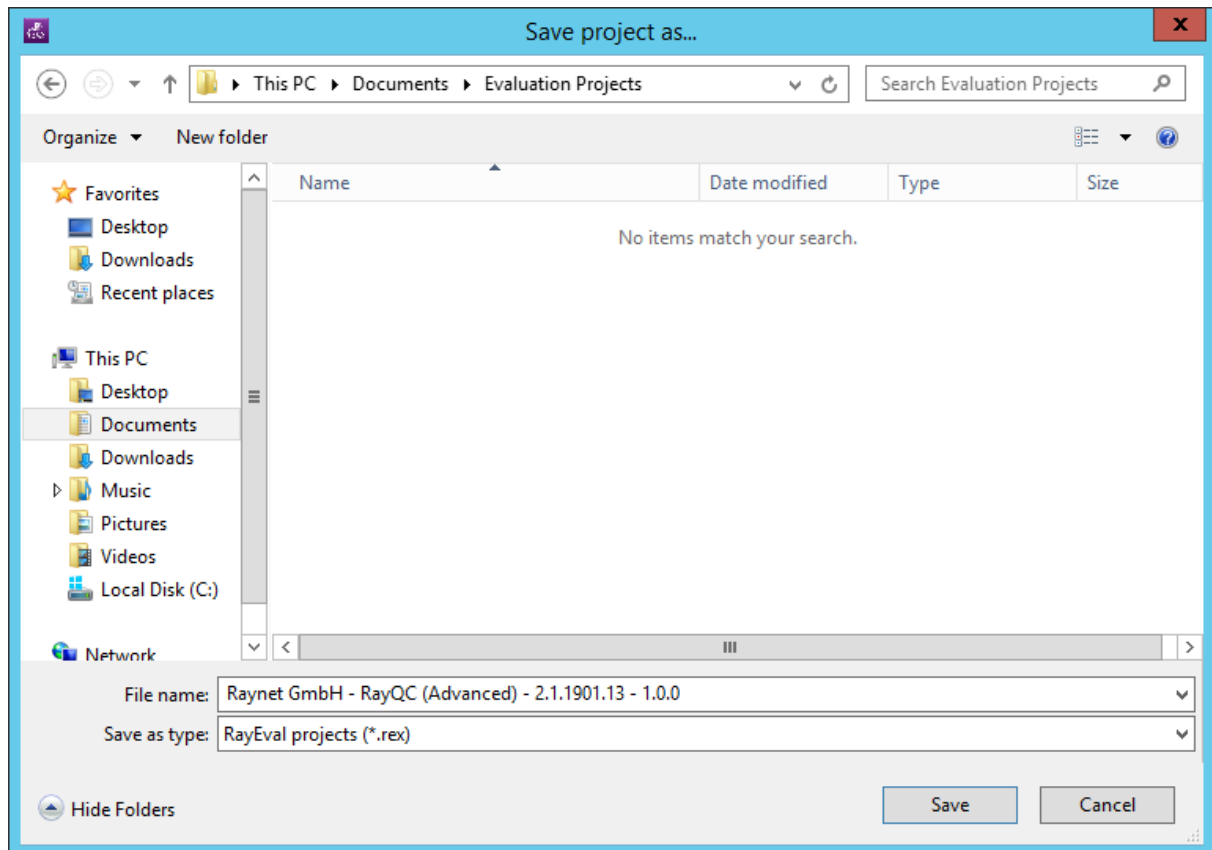 Save project as...
This PC Documents Evaluation Projects
Search Evaluation Projects
Organize New folder
Name Date modified Type Size
No items match your search.
Favorites
Desktop
Downloads
Recent places
This PC
Desktop
Documents
Downloads
Music
Pictures
Videos
Local Disk (C:)
Network
File name: Raynet GmbH - RayQC (Advanced) - 2.1.1901.13 - 1.0.0
Save as type: RayEval projects (*.rex)
Hide Folders
Save Cancel